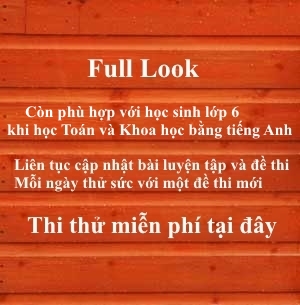 Full Look
Còn phù hợp với học sinh lớp 6
khi học Toán và Khoa học bằng tiếng Anh
Liên tục cập nhật bài luyện tập và đề thi
Mỗi ngày thử sức với một đề thi mới
Thi thử miễn phí tại đây